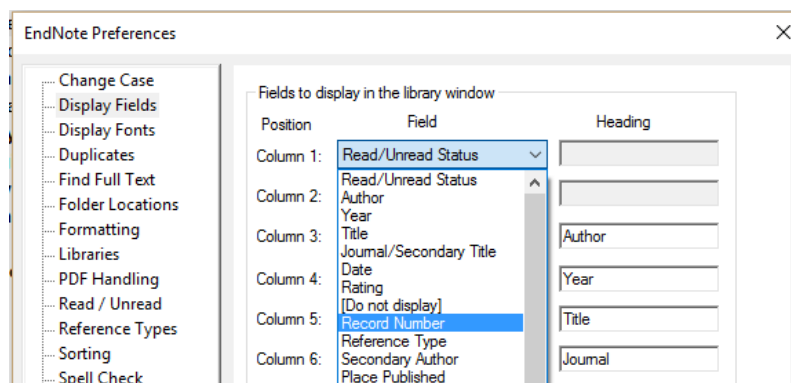 EndNote Preferences
Change Case
Display Fields
Display Fonts
Duplicates
Find Full Text
Folder Locations
Formatting
Libraries
PDF Handling
Read / Unread
Reference Types
Sorting
Spell Check
Fields to display in the library window
Position Field Heading
Column 1: Read/Unread Status
Read/Unread Status
Column 2: Author
Year
Column 3: Title Author
Journal/Secondary Title
Column 4: Date Year
Rating
[Do not display]
Column 5: Record Number Title
Reference Type
Column 6: Secondary Author Journal
Place Published